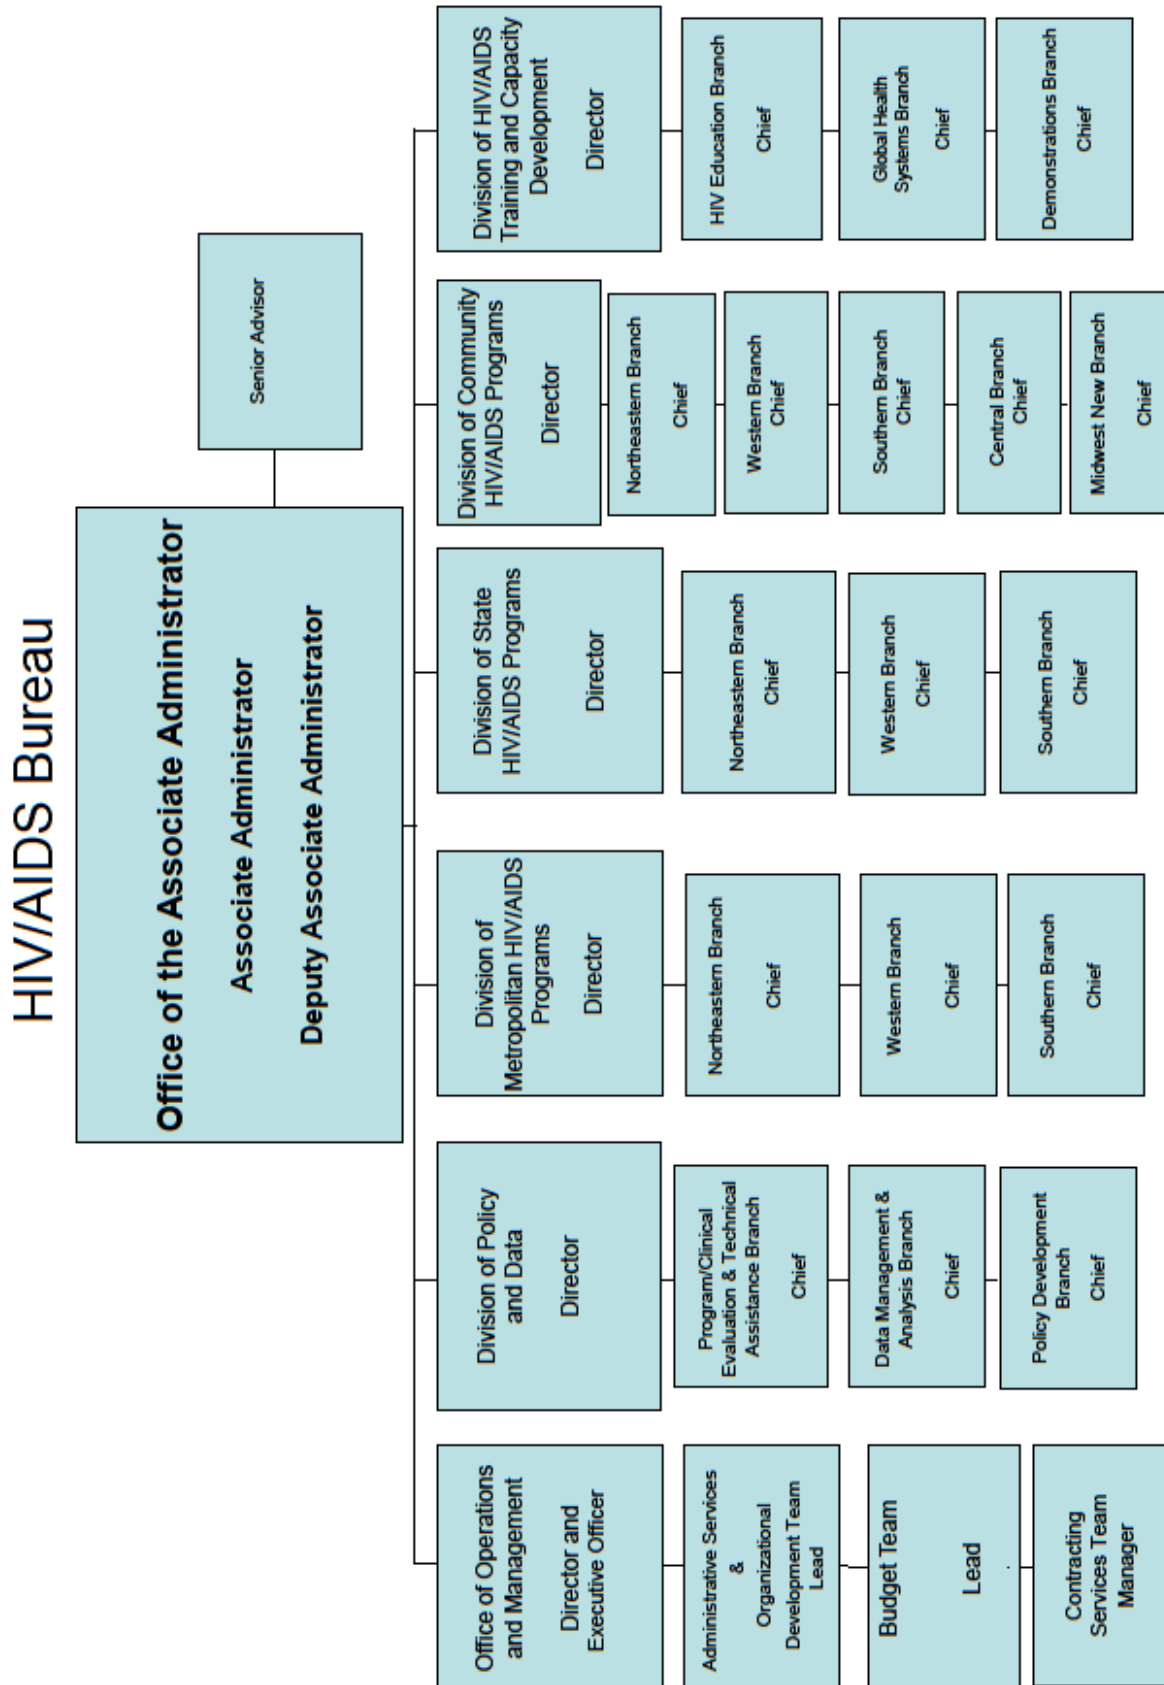 HIV/AIDS Bureau
Office of the Associate Administrator
Associate Administrator
Deputy Associate Administrator
Senior Advisor
Office of Operations
and Management
Director and
Executive Officer
Administrative Services
&
Organizational
Development Team
Lead
Budget Team
Lead
Contracting
Services Team
Manager
Division of Policy
and Data
Director
Program/Clinical
Evaluation & Technical
Assistance Branch
Chief
Data Management &
Analysis Branch
Chief
Policy Development
Branch
Chief
Division of
Metropolitan HIV/AIDS
Programs
Director
Northeastern Branch
Chief
Western Branch
Chief
Southern Branch
Chief
Division of State
HIV/AIDS Programs
Director
Northeastern Branch
Chief
Western Branch
Chief
Southern Branch
Chief
Division of Community
HIV/AIDS Programs
Director
Northeastern Branch
Chief
Western Branch
Chief
Southern Branch
Chief
Central Branch
Chief
Midwest New Branch
Chief
Division of HIV/AIDS
Training and Capacity
Development
Director
HIV Education Branch
Chief
Global Health
Systems Branch
Chief
Demonstrations Branch
Chief